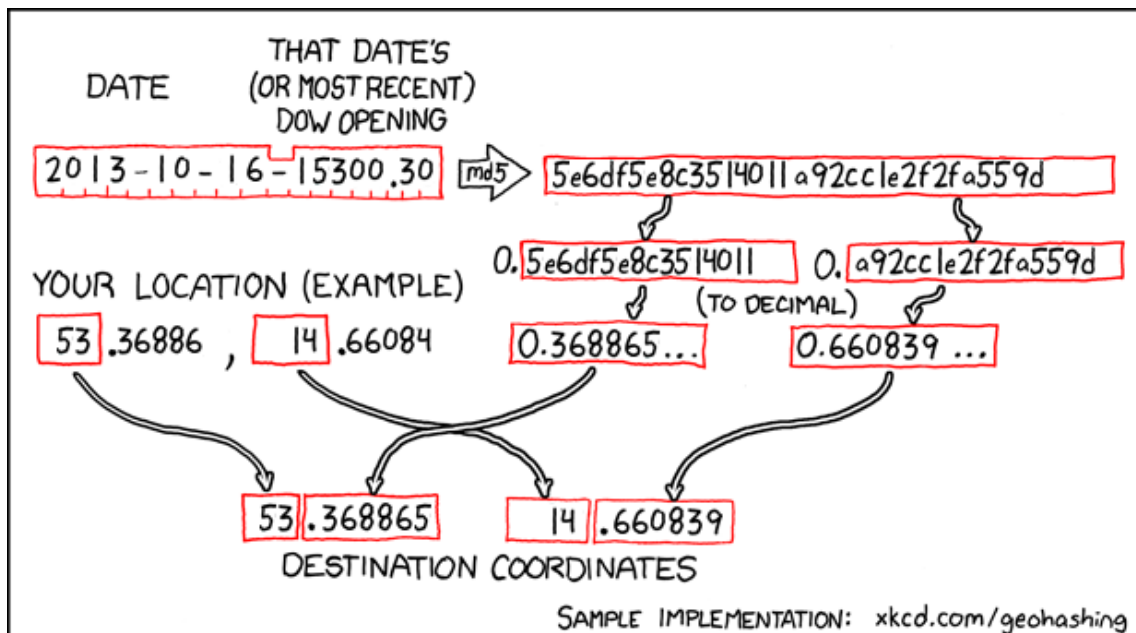 DATE
THAT DATE'S
(OR MOST RECENT)
DOW OPENING
2013-10-16-15300.30
md5
5e6df5e8c3514011a92cc1e2f2fa559d
0.5e6df5e8c3514011
0.a92cc1e2f2fa559d
YOUR LOCATION (EXAMPLE)
(TO DECIMAL)
53.36886, 14.66084
0.368865...
0.660839...
53.368865
14.660839
DESTINATION COORDINATES
SAMPLE IMPLEMENTATION: xkcd.com/geohashing